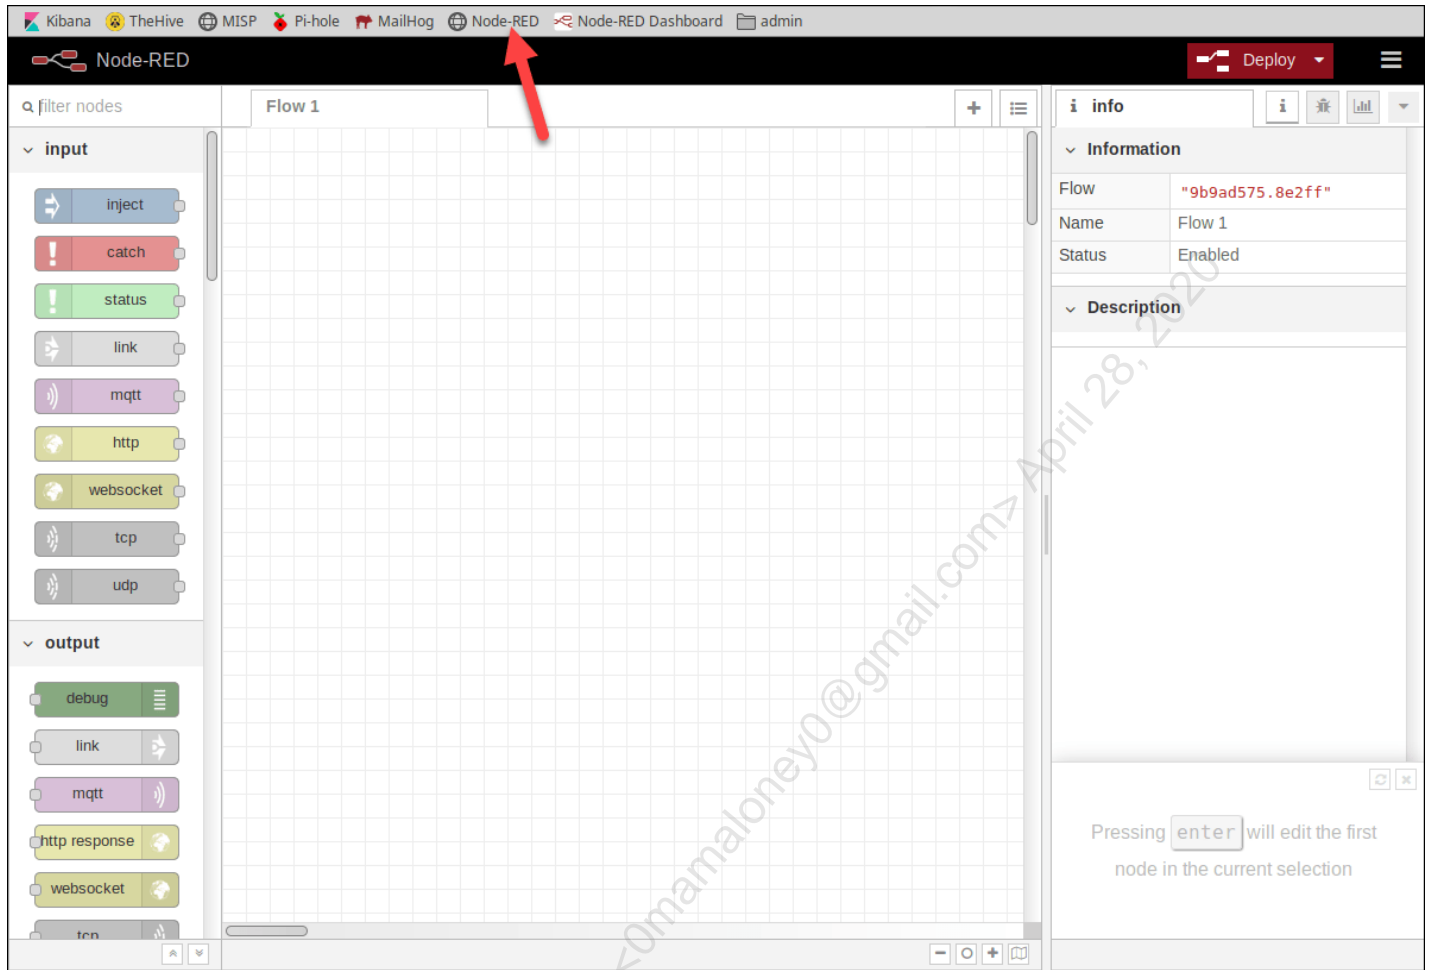 Kibana TheHive MISP Pi-hole MailHog Node-RED Node-RED Dashboard admin
Node-RED Deploy
filter nodes Flow 1 i info i
input
inject
catch
status
link
mqtt
http
websocket
tcp
udp
output
debug
link
mqtt
http response
websocket
tcp
Information
Flow "9b9ad575.8e2ff"
Name Flow 1
Status Enabled
Description
Pressing enter will edit the first
node in the current selection
<0mamaloney0@gmail.com> April 28, 2020